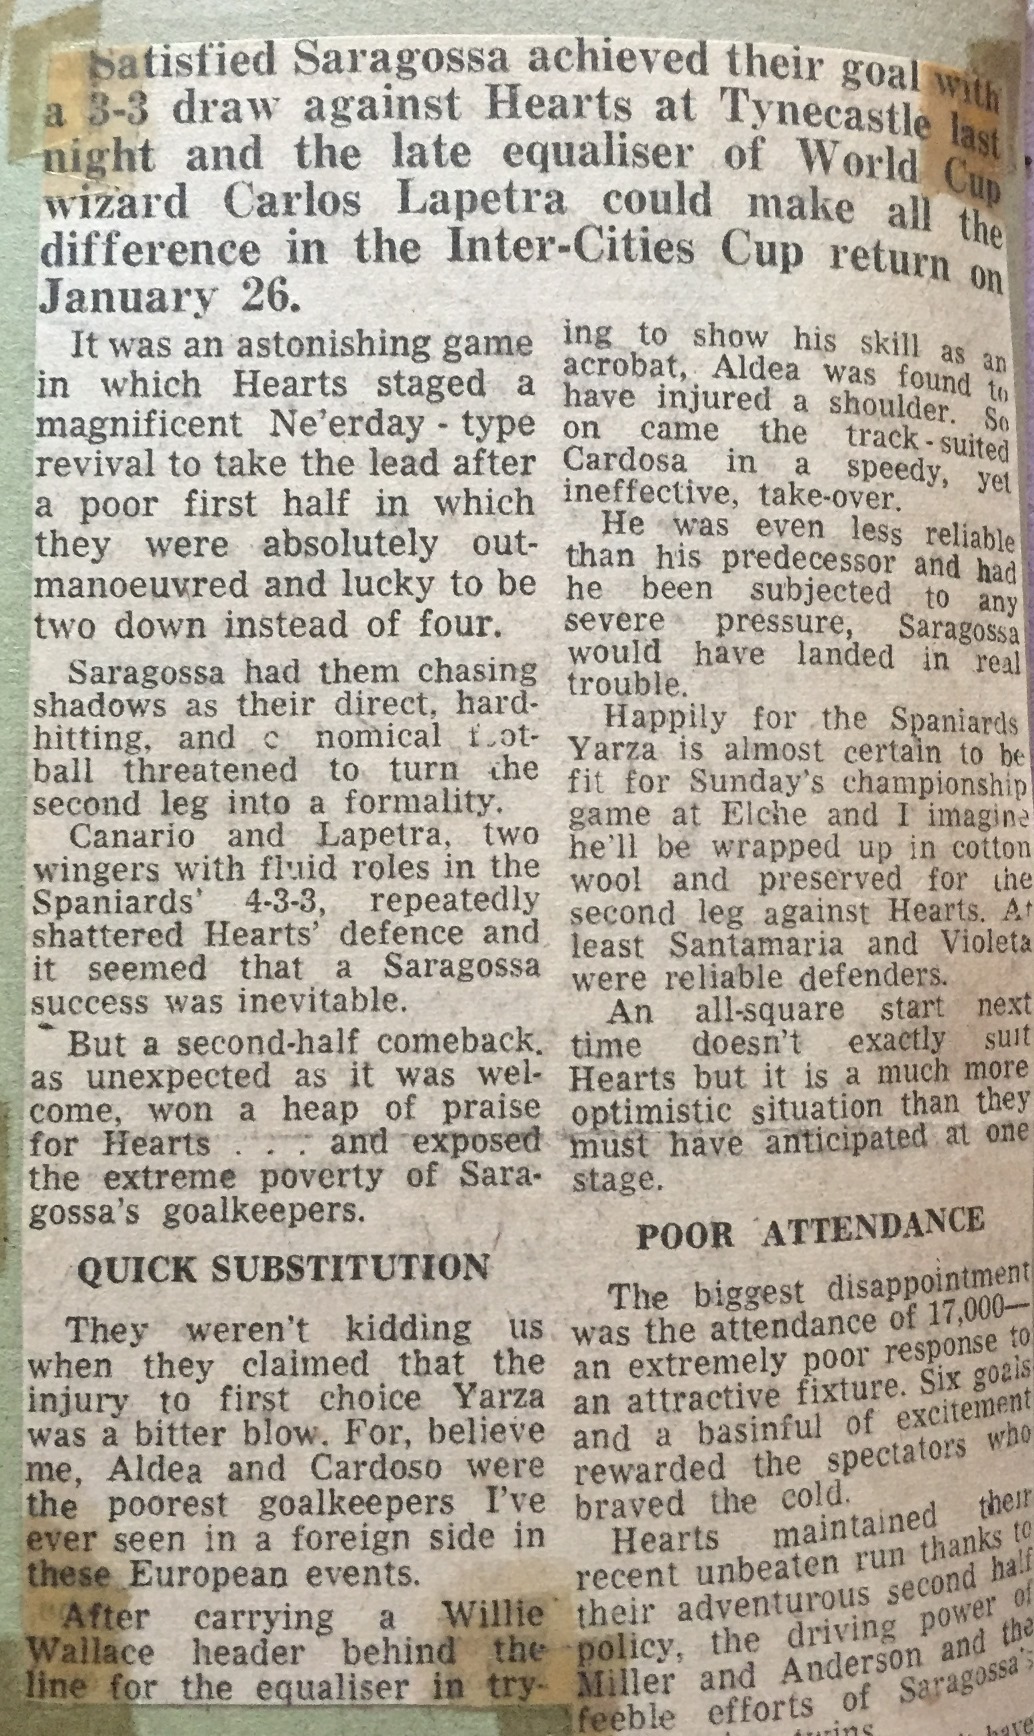 Satisfied Saragossa achieved their goal with
a 3-3 draw against Hearts at Tynecastle last
night and the late equaliser of World Cup
wizard Carlos Lapetra could make all the
difference in the Inter-Cities Cup return on
January 26.
It was an astonishing game
in which Hearts staged a
magnificent Ne'erday - type
revival to take the lead after
a poor first half in which
they were absolutely out-
manoeuvred and lucky to be
two down instead of four.
Saragossa had them chasing
shadows as their direct, hard-
hitting, and c nomical f ot-
ball threatened to turn the
second leg into a formality.
Canario and Lapetra, two
wingers with fluid roles in the
Spaniards' 4-3-3, repeatedly
shattered Hearts' defence and
it seemed that a Saragossa
success was inevitable.
But a second-half comeback,
as unexpected as it was wel-
come, won a heap of praise
for Hearts . . . and exposed
the extreme poverty of Sara-
gossa's goalkeepers.
QUICK SUBSTITUTION
They weren't kidding us
when they claimed that the
injury to first choice Yarza
was a bitter blow. For, believe
me, Aldea and Cardoso were
the poorest goalkeepers I've
ever seen in a foreign side in
these European events.
After carrying a Willie
Wallace header behind the
line for the equaliser in try-
ing to show his skill as an
acrobat, Aldea was found to
have injured a shoulder. So
on came the track-suited
Cardosa in a speedy, yet
ineffective, take-over.
He was even less reliable
than his predecessor and had
he been subjected to any
severe pressure, Saragossa
would have landed in real
trouble.
Happily for the Spaniards
Yarza is almost certain to be
fit for Sunday's championship
game at Elche and I imagine
he'll be wrapped up in cotton
wool and preserved for the
second leg against Hearts. At
least Santamaria and Violeta
were reliable defenders.
An all-square start next
time doesn't exactly suit
Hearts but it is a much more
optimistic situation than they
must have anticipated at one
stage.
POOR ATTENDANCE
The biggest disappointment
was the attendance of 17,000—
an extremely poor response to
an attractive fixture. Six goals
and a basinful of excitement
rewarded the spectators who
braved the cold.
Hearts maintained their
recent unbeaten run thanks to
their adventurous second half
policy, the driving power of
Miller and Anderson and the
feeble efforts of Saragossa's